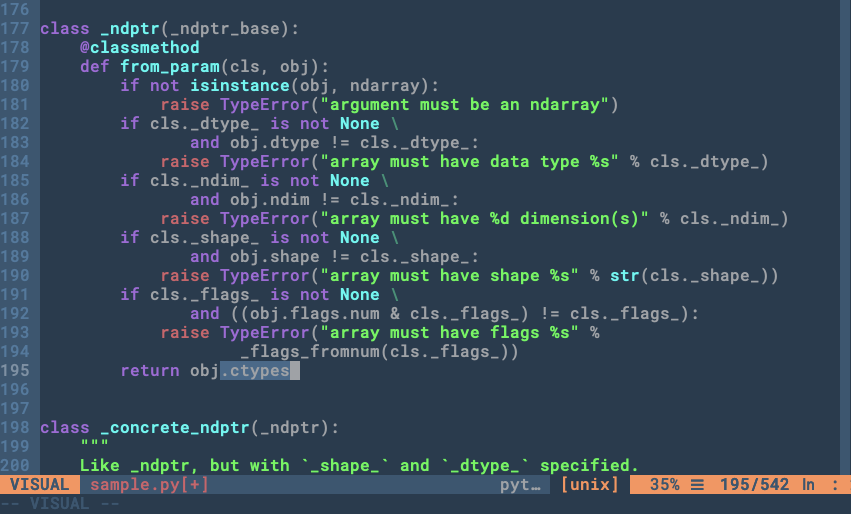 176
177 class _ndptr(_ndptr_base):
178     @classmethod
179     def from_param(cls, obj):
180         if not isinstance(obj, ndarray):
181             raise TypeError("argument must be an ndarray")
182         if cls._dtype_ is not None \
183                and obj.dtype != cls._dtype_:
184             raise TypeError("array must have data type %s" % cls._dtype_)
185         if cls._ndim_ is not None \
186                and obj.ndim != cls._ndim_:
187             raise TypeError("array must have %d dimension(s)" % cls._ndim_)
188         if cls._shape_ is not None \
189                and obj.shape != cls._shape_:
190             raise TypeError("array must have shape %s" % str(cls._shape_))
191         if cls._flags_ is not None \
192                and ((obj.flags.num & cls._flags_) != cls._flags_):
193             raise TypeError("array must have flags %s" %
194                     _flags_fromnum(cls._flags_))
195         return obj.ctypes
196
197
198 class _concrete_ndptr(_ndptr):
199     """
200     Like _ndptr, but with `_shape_` and `_dtype_` specified.
VISUAL sample.py[+] pyt… [unix] 35% ☰ 195/542 ln :
-- VISUAL --